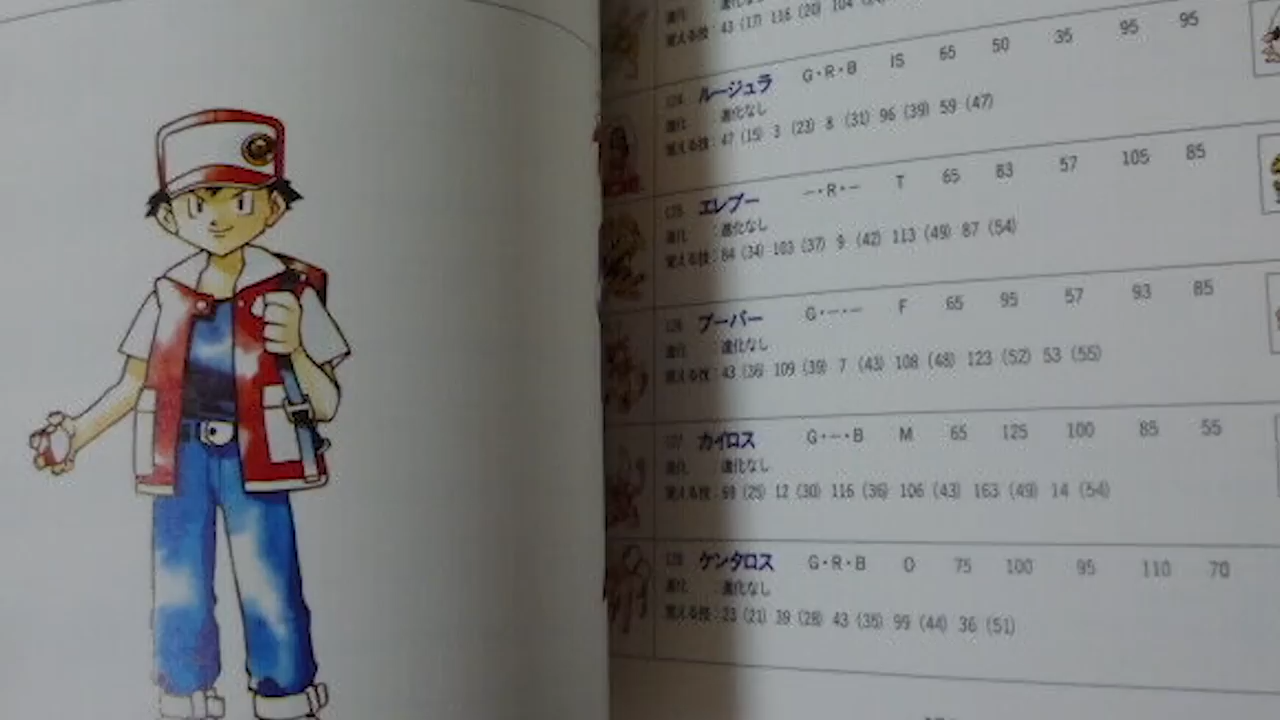 43 (17) 116 (20) 104
124 ルージュラ G・R・B IS 65 50 35 95 95
進化 :進化なし
覚える技:47 (15) 3 (23) 8 (31) 96 (39) 59 (47)
125 エレブー ー・R・ー T 65 83 57 105 85
進化 :進化なし
覚える技:84 (34) 103 (37) 9 (42) 113 (49) 87 (54)
126 ブーバー G・ー・ー F 65 95 57 93 85
進化 :進化なし
覚える技:43 (36) 109 (39) 7 (43) 108 (48) 123 (52) 53 (55)
127 カイロス G・ー・B M 65 125 100 85 55
進化 :進化なし
覚える技:69 (25) 12 (30) 116 (36) 106 (43) 163 (49) 14 (54)
128 ケンタロス G・R・B O 75 100 95 110 70
進化 :進化なし
覚える技:23 (21) 39 (28) 43 (35) 99 (44) 36 (51)